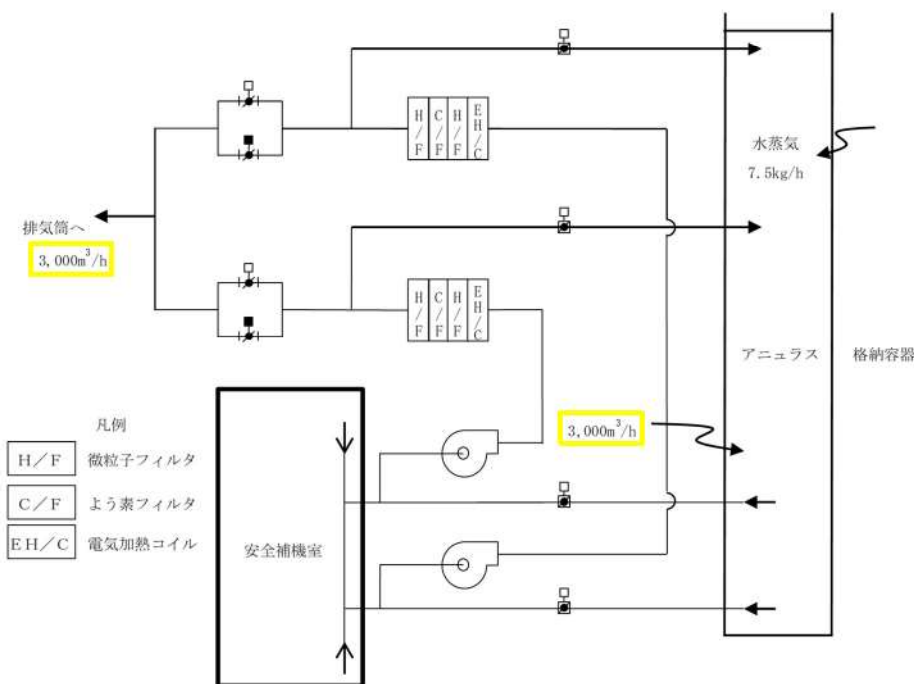 水蒸気
7.5kg/h
H/F
C/F
H/F
EH/C
排気筒へ
3,000m³/h
H/F
C/F
H/F
EH/C
アニュラス
格納容器
3,000m³/h
凡例
H/F 微粒子フィルタ
C/F よう素フィルタ
EH/C 電気加熱コイル
安全補機室